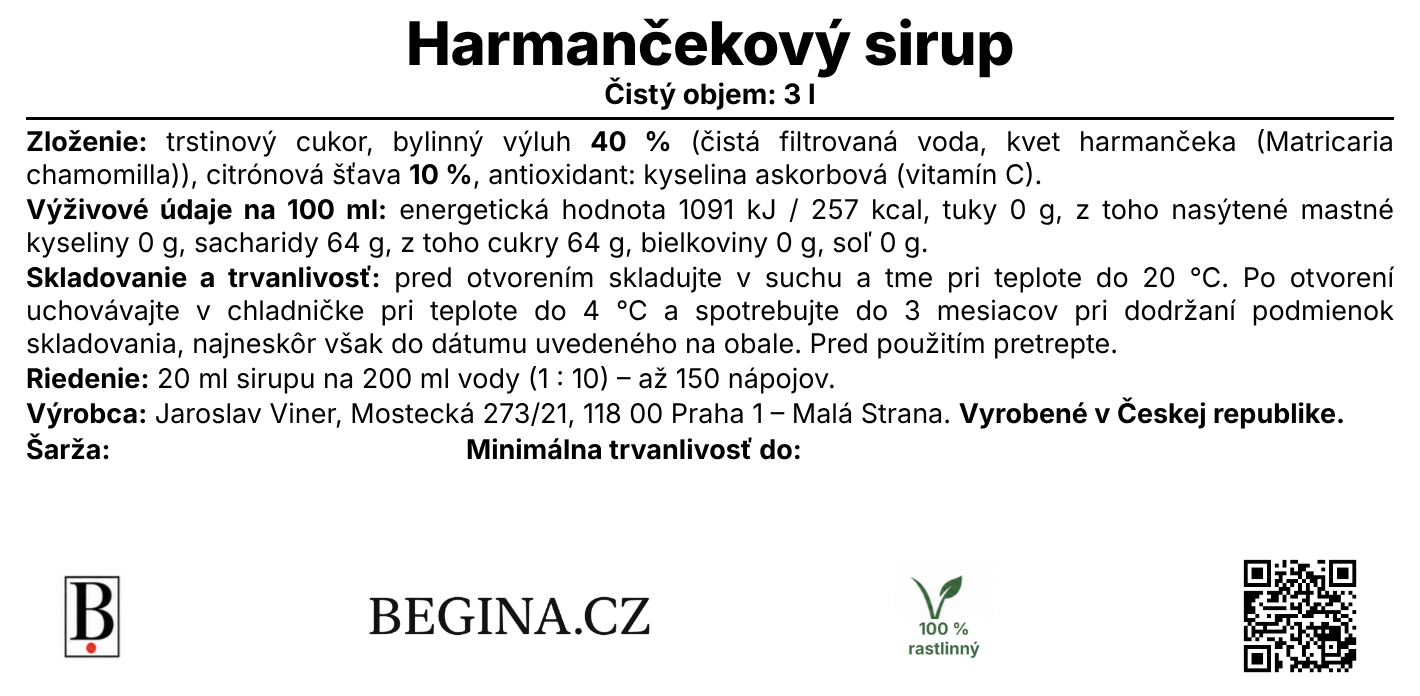 Harmančekový sirup
Čistý objem: 3 l
Zloženie: trstinový cukor, bylinný výluh 40 % (čistá filtrovaná voda, kvet harmančeka (Matricaria
chamomilla)), citrónová šťava 10 %, antioxidant: kyselina askorbová (vitamín C).
Výživové údaje na 100 ml: energetická hodnota 1091 kJ / 257 kcal, tuky 0 g, z toho nasýtené mastné
kyseliny 0 g, sacharidy 64 g, z toho cukry 64 g, bielkoviny 0 g, soľ 0 g.
Skladovanie a trvanlivosť: pred otvorením skladujte v suchu a tme pri teplote do 20 °C. Po otvorení
uchovávajte v chladničke pri teplote do 4 °C a spotrebujte do 3 mesiacov pri dodržaní podmienok
skladovania, najneskôr však do dátumu uvedeného na obale. Pred použitím pretrepte.
Riedenie: 20 ml sirupu na 200 ml vody (1 : 10) – až 150 nápojov.
Výrobca: Jaroslav Viner, Mostecká 273/21, 118 00 Praha 1 – Malá Strana. Vyrobené v Českej republike.
Šarža: Minimálna trvanlivosť do:
B
BEGINA.CZ
100 %
rastlinný